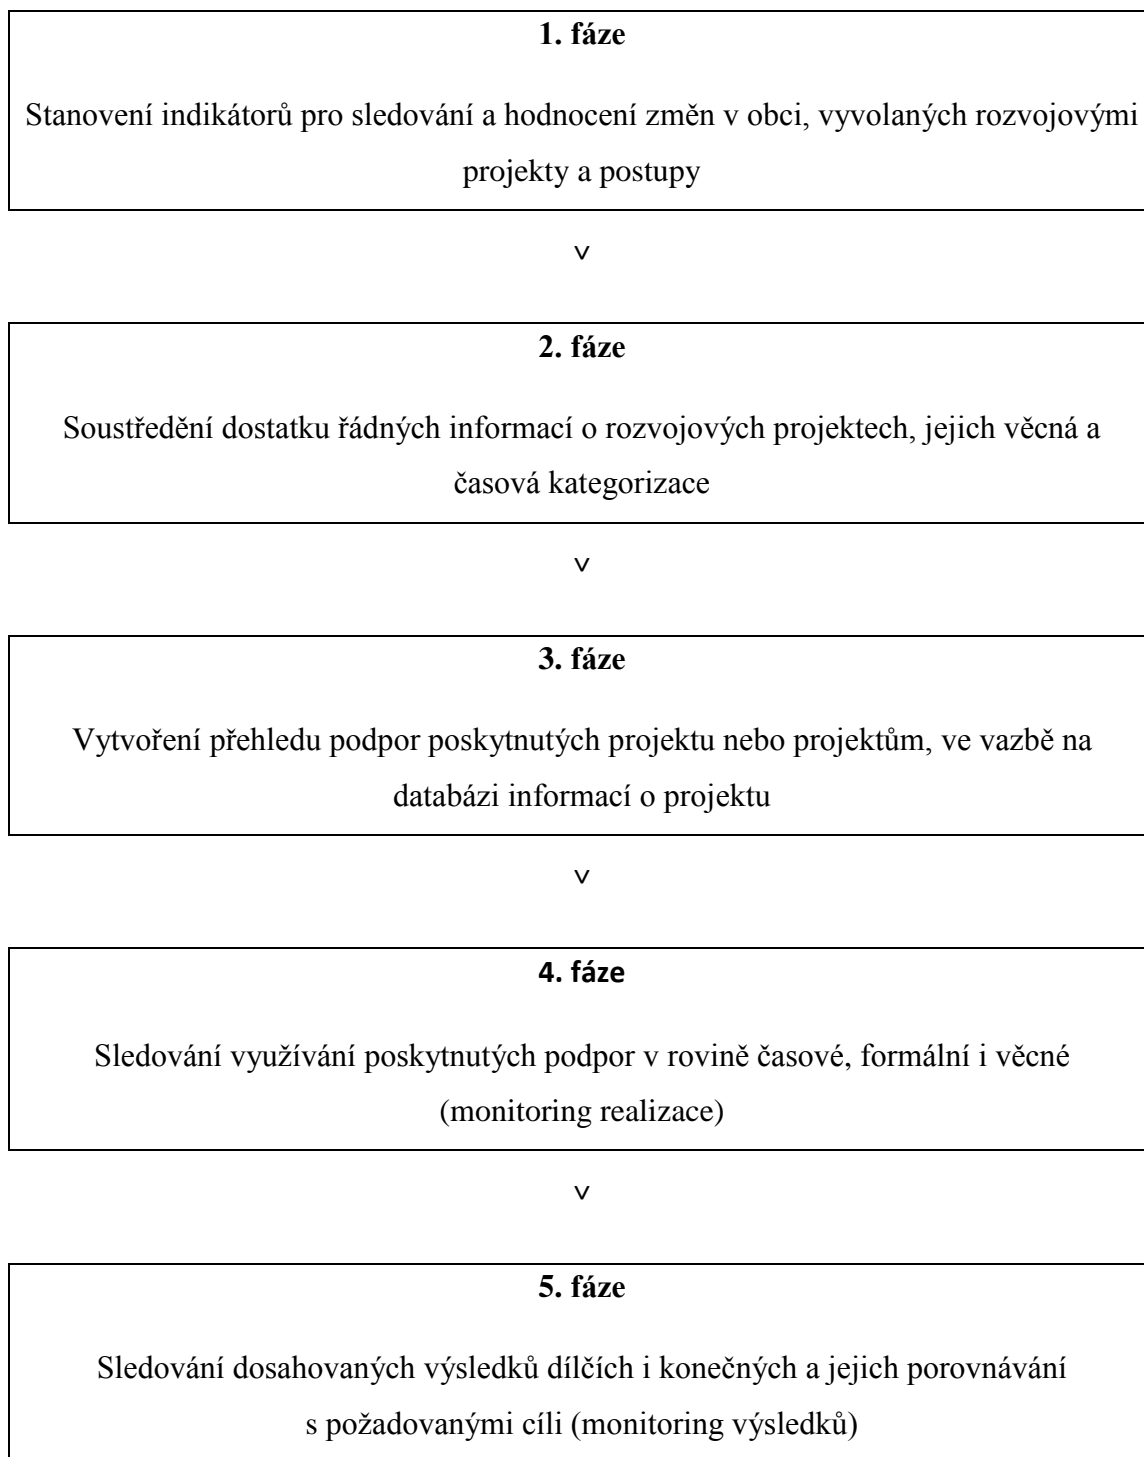 1. fáze
Stanovení indikátorů pro sledování a hodnocení změn v obci, vyvolaných rozvojovými
projekty a postupy
˅
2. fáze
Soustředění dostatku řádných informací o rozvojových projektech, jejich věcná a
časová kategorizace
˅
3. fáze
Vytvoření přehledu podpor poskytnutých projektu nebo projektům, ve vazbě na
databázi informací o projektu
˅
4. fáze
Sledování využívání poskytnutých podpor v rovině časové, formální i věcné
(monitoring realizace)
˅
5. fáze
Sledování dosahovaných výsledků dílčích i konečných a jejich porovnávání
s požadovanými cíli (monitoring výsledků)